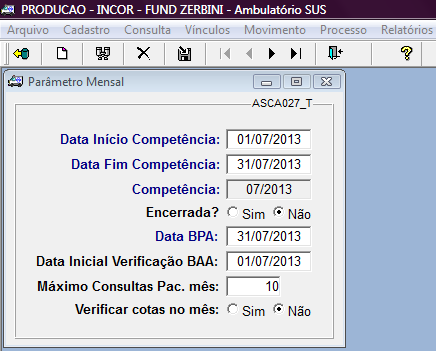 PRODUCAO - INCOR - FUND ZERBINI - Ambulatório SUS
Arquivo Cadastro Consulta Vínculos Movimento Processo Relatórios
Parâmetro Mensal
ASCA027_T
Data Início Competência: 01/07/2013
Data Fim Competência: 31/07/2013
Competência: 07/2013
Encerrada? Sim Não
Data BPA: 31/07/2013
Data Inicial Verificação BAA: 01/07/2013
Máximo Consultas Pac. mês: 10
Verificar cotas no mês: Sim Não